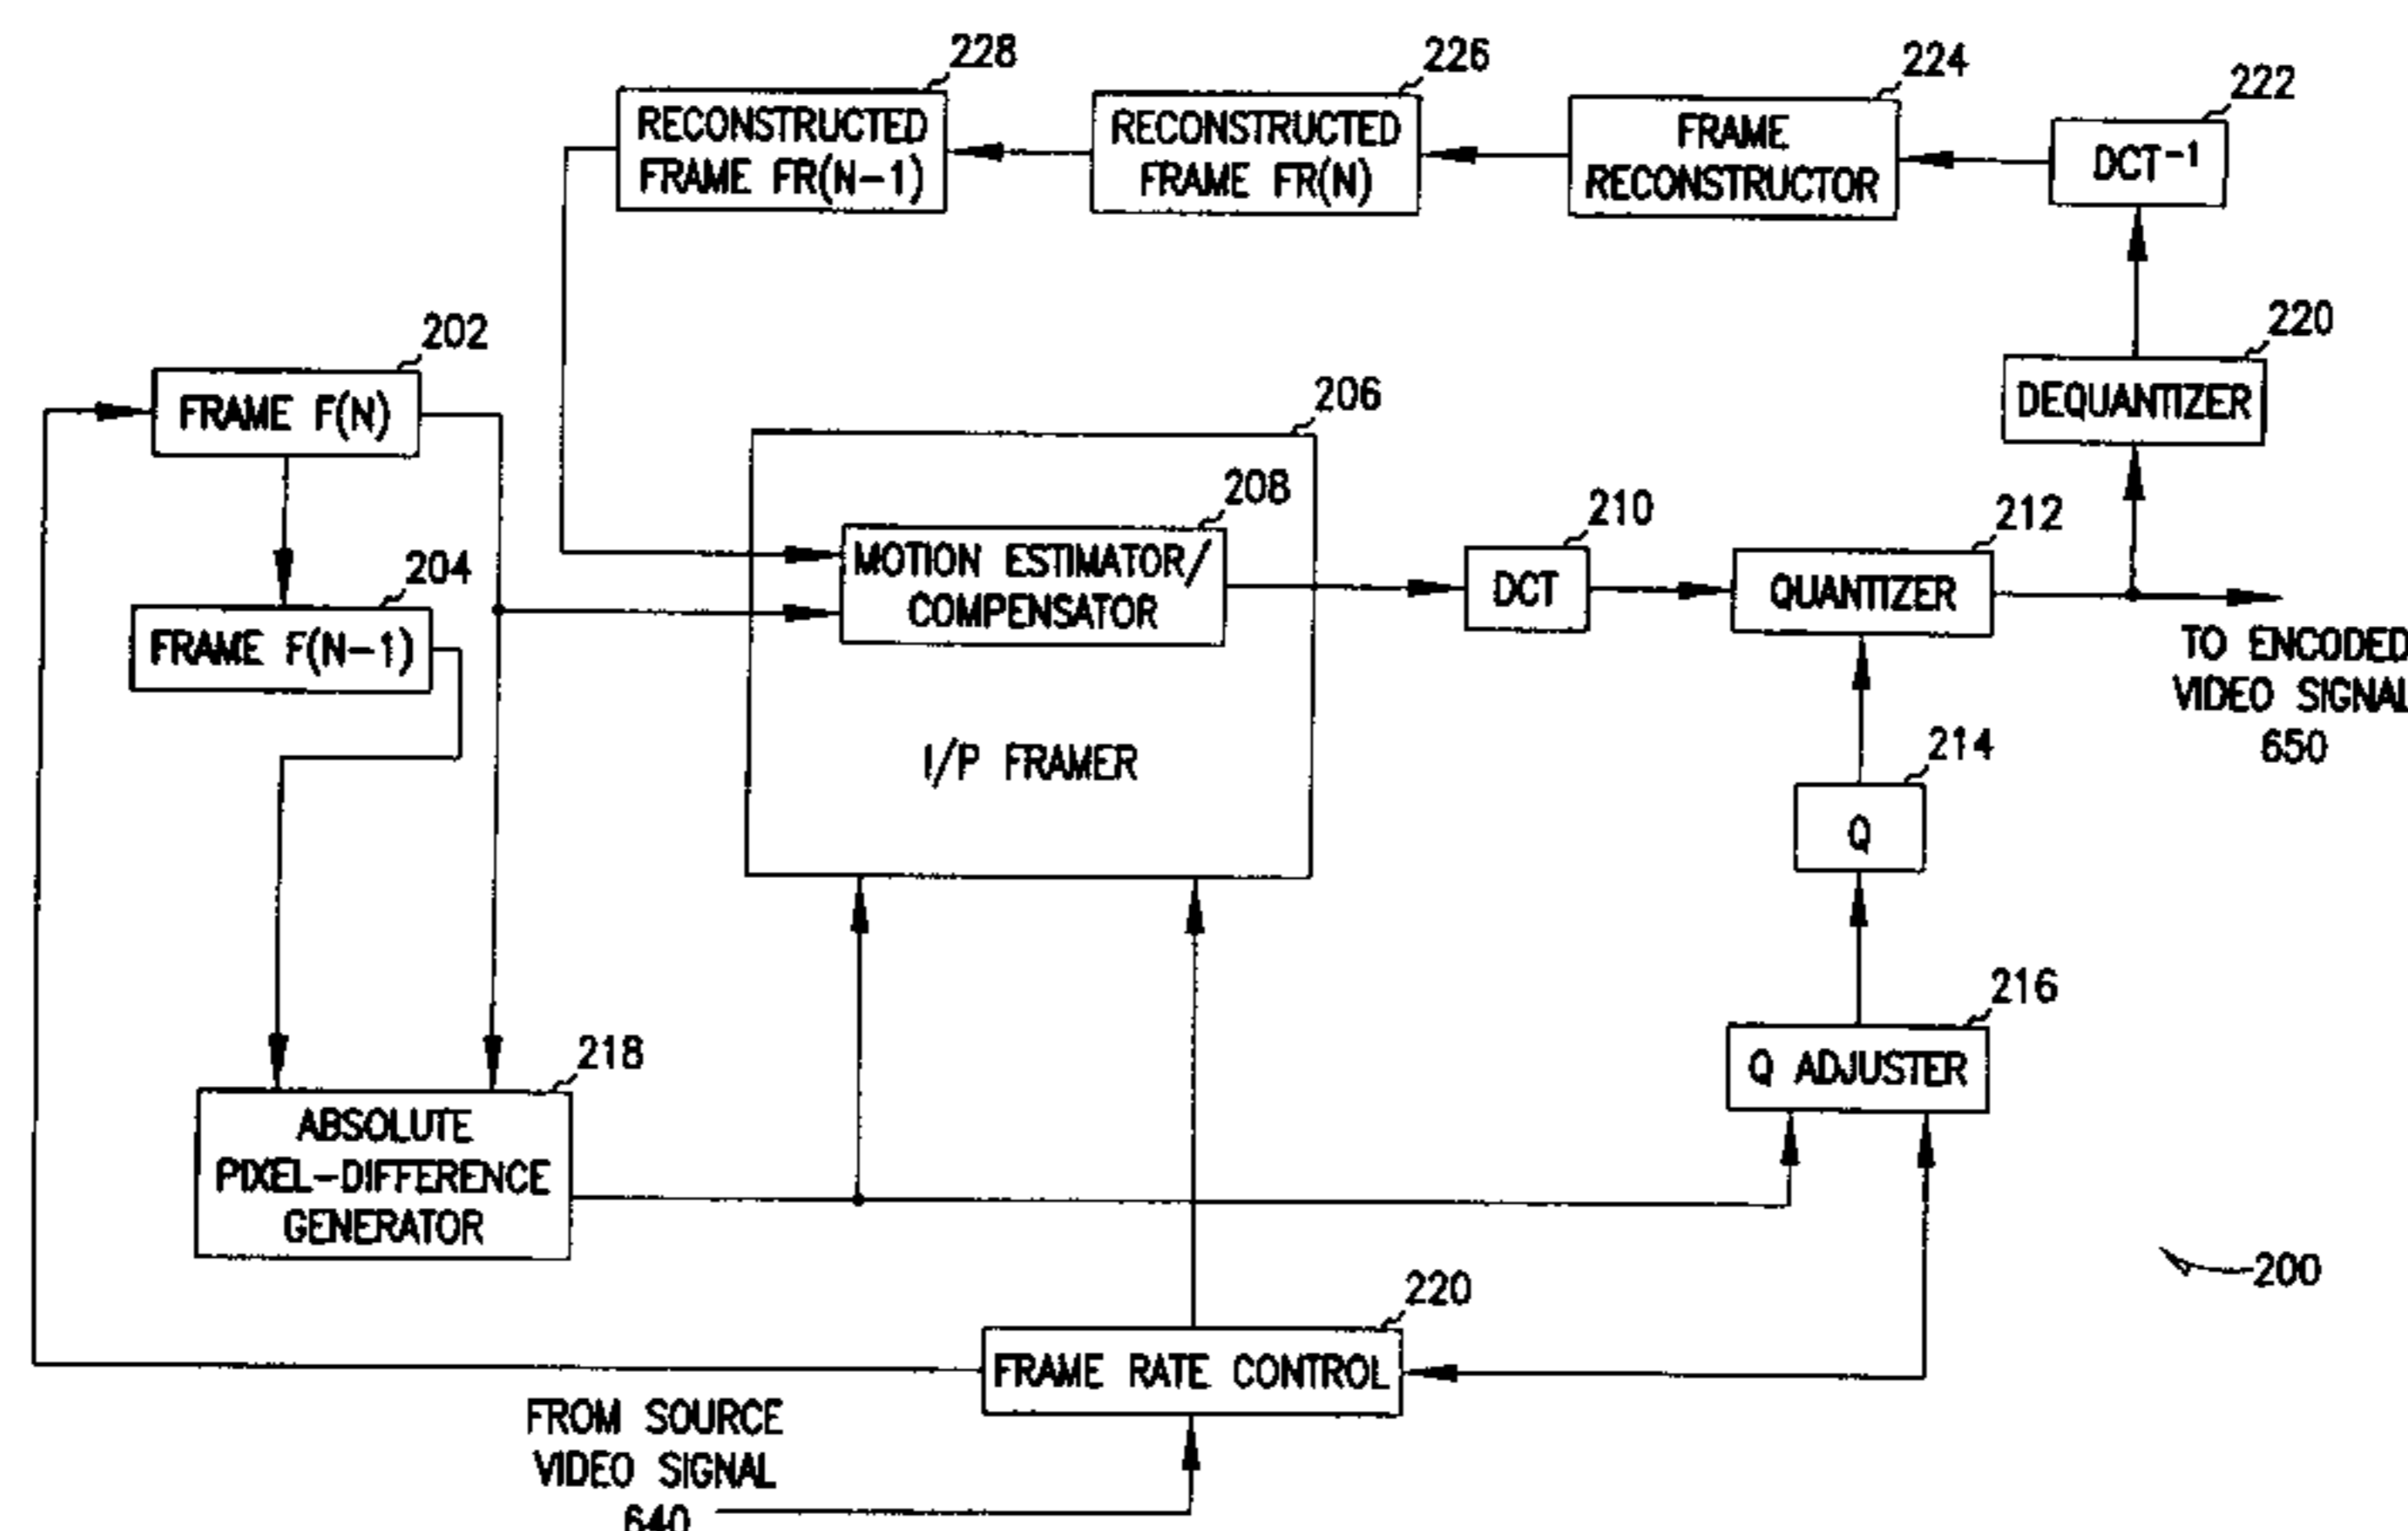 228
RECONSTRUCTED
FRAME FR(N-1)
226
RECONSTRUCTED
FRAME FR(N)
224
FRAME
RECONSTRUCTOR
222
DCT⁻¹
220
DEQUANTIZER
202
FRAME F(N)
204
FRAME F(N-1)
206
208
MOTION ESTIMATOR/
COMPENSATOR
I/P FRAMER
210
DCT
212
QUANTIZER
TO ENCODED
VIDEO SIGNAL
650
214
Q
216
Q ADJUSTER
218
ABSOLUTE
PIXEL-DIFFERENCE
GENERATOR
220
FRAME RATE CONTROL
FROM SOURCE
VIDEO SIGNAL
640
200